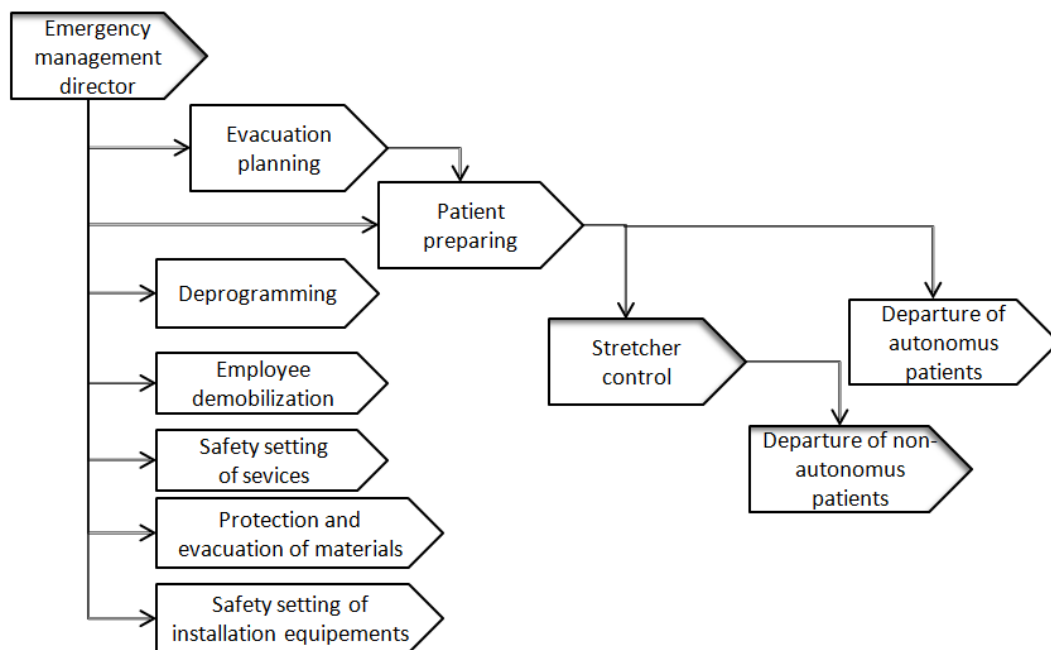 Emergency
management
director
Evacuation
planning
Patient
preparing
Deprogramming
Departure of
autonomus
patients
Stretcher
control
Employee
demobilization
Departure of non-
autonomus
patients
Safety setting
of sevices
Protection and
evacuation of materials
Safety setting of
installation equipements